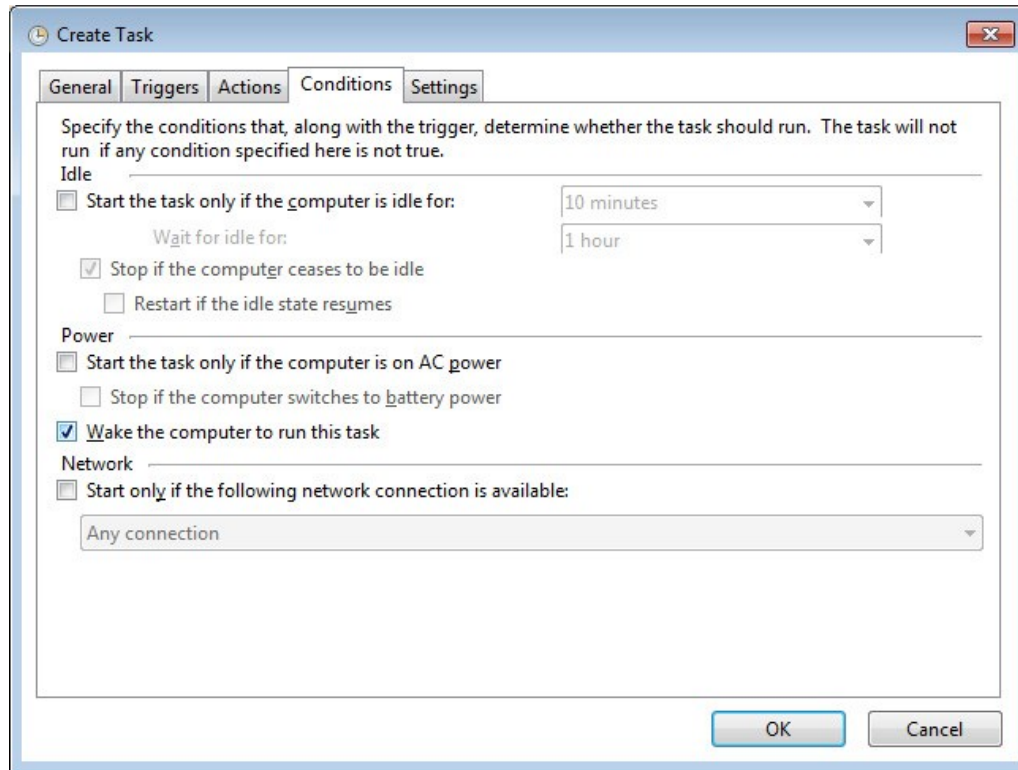 Create Task
General Triggers Actions Conditions Settings
Specify the conditions that, along with the trigger, determine whether the task should run. The task will not
run if any condition specified here is not true.
Idle
Start the task only if the computer is idle for: 10 minutes
Wait for idle for: 1 hour
Stop if the computer ceases to be idle
Restart if the idle state resumes
Power
Start the task only if the computer is on AC power
Stop if the computer switches to battery power
Wake the computer to run this task
Network
Start only if the following network connection is available:
Any connection
OK Cancel